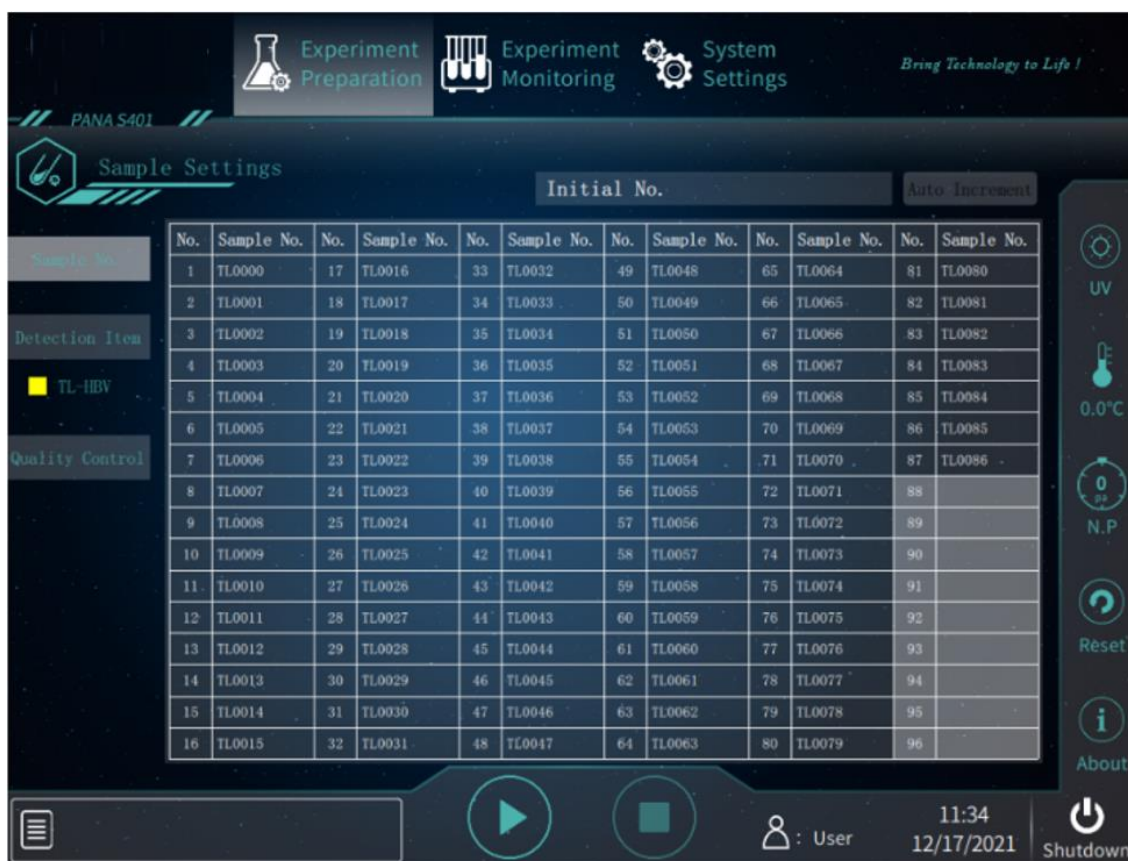 Experiment Preparation
Experiment Monitoring
System Settings
Bring Technology to Life !
PANA S401
Sample Settings
Initial No.
Auto Increment
No. Sample No. No. Sample No. No. Sample No. No. Sample No. No. Sample No. No. Sample No.
1 TL0000 17 TL0016 33 TL0032 49 TL0048 65 TL0064 81 TL0080
2 TL0001 18 TL0017 34 TL0033 50 TL0049 66 TL0065 82 TL0081
3 TL0002 19 TL0018 35 TL0034 51 TL0050 67 TL0066 83 TL0082
4 TL0003 20 TL0019 36 TL0035 52 TL0051 68 TL0067 84 TL0083
5 TL0004 21 TL0020 37 TL0036 53 TL0052 69 TL0068 85 TL0084
6 TL0005 22 TL0021 38 TL0037 54 TL0053 70 TL0069 86 TL0085
7 TL0006 23 TL0022 39 TL0038 55 TL0054 71 TL0070 87 TL0086
8 TL0007 24 TL0023 40 TL0039 56 TL0055 72 TL0071 88
9 TL0008 25 TL0024 41 TL0040 57 TL0056 73 TL0072 89
10 TL0009 26 TL0025 42 TL0041 58 TL0057 74 TL0073 90
11 TL0010 27 TL0026 43 TL0042 59 TL0058 75 TL0074 91
12 TL0011 28 TL0027 44 TL0043 60 TL0059 76 TL0075 92
13 TL0012 29 TL0028 45 TL0044 61 TL0060 77 TL0076 93
14 TL0013 30 TL0029 46 TL0045 62 TL0061 78 TL0077 94
15 TL0014 31 TL0030 47 TL0046 63 TL0062 79 TL0078 95
16 TL0015 32 TL0031 48 TL0047 64 TL0063 80 TL0079 96
Sample No.
Detection Item
TL-HBV
Quality Control
UV
0.0°C
0
pa
N.P
Reset
About
: User
11:34
12/17/2021
Shutdown